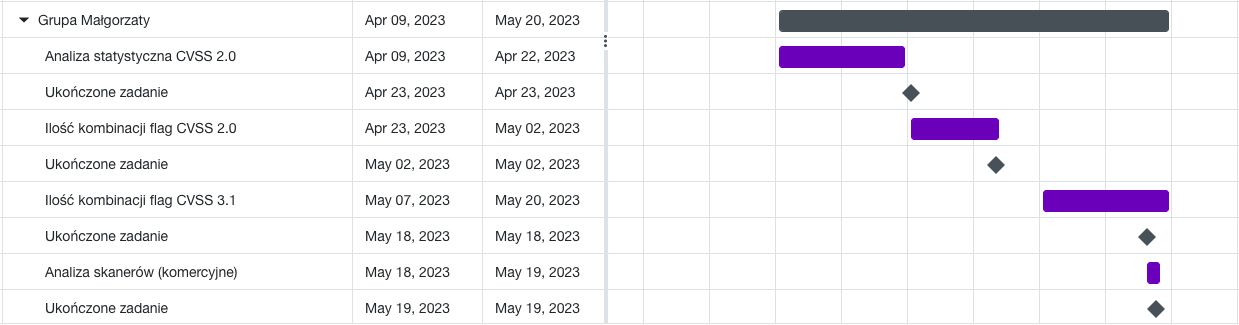 Grupa Małgorzaty Apr 09, 2023 May 20, 2023
Analiza statystyczna CVSS 2.0 Apr 09, 2023 Apr 22, 2023
Ukończone zadanie Apr 23, 2023 Apr 23, 2023
Ilość kombinacji flag CVSS 2.0 Apr 23, 2023 May 02, 2023
Ukończone zadanie May 02, 2023 May 02, 2023
Ilość kombinacji flag CVSS 3.1 May 07, 2023 May 20, 2023
Ukończone zadanie May 18, 2023 May 18, 2023
Analiza skanerów (komercyjne) May 18, 2023 May 19, 2023
Ukończone zadanie May 19, 2023 May 19, 2023